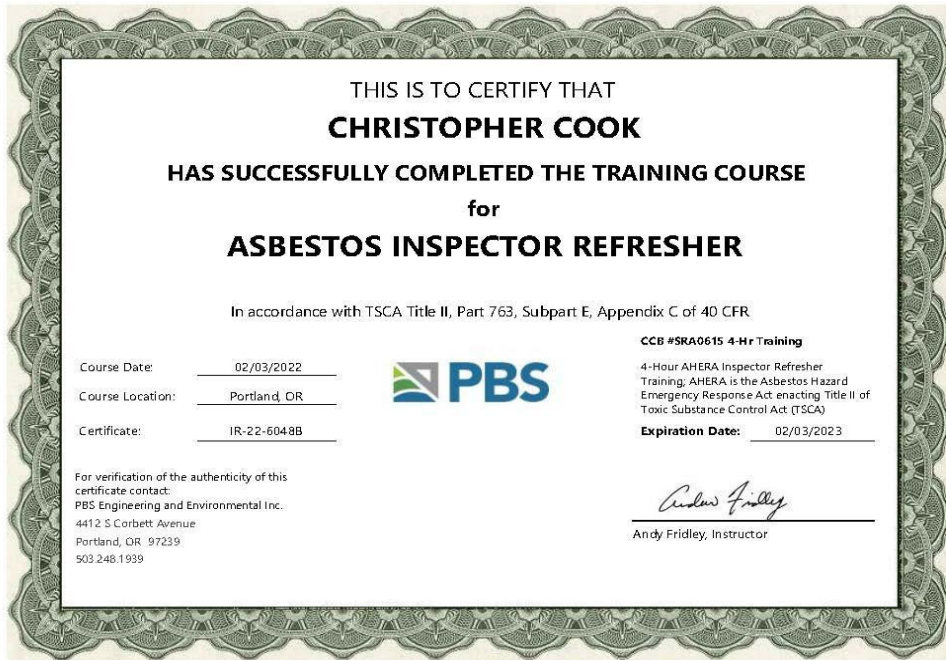 THIS IS TO CERTIFY THAT
CHRISTOPHER COOK
HAS SUCCESSFULLY COMPLETED THE TRAINING COURSE
for
ASBESTOS INSPECTOR REFRESHER
In accordance with TSCA Title II, Part 763, Subpart E, Appendix C of 40 CFR
Course Date: 02/03/2022
Course Location: Portland, OR
Certificate: IR-22-6048B
For verification of the authenticity of this
certificate contact:
PBS Engineering and Environmental Inc.
4412 S Corbett Avenue
Portland, OR 97239
503.248.1939
PBS
CCB #SRA0615 4-Hr Training
4-Hour AHERA Inspector Refresher
Training; AHERA is the Asbestos Hazard
Emergency Response Act enacting Title II of
Toxic Substance Control Act (TSCA)
Expiration Date: 02/03/2023
Andy Fridley, Instructor